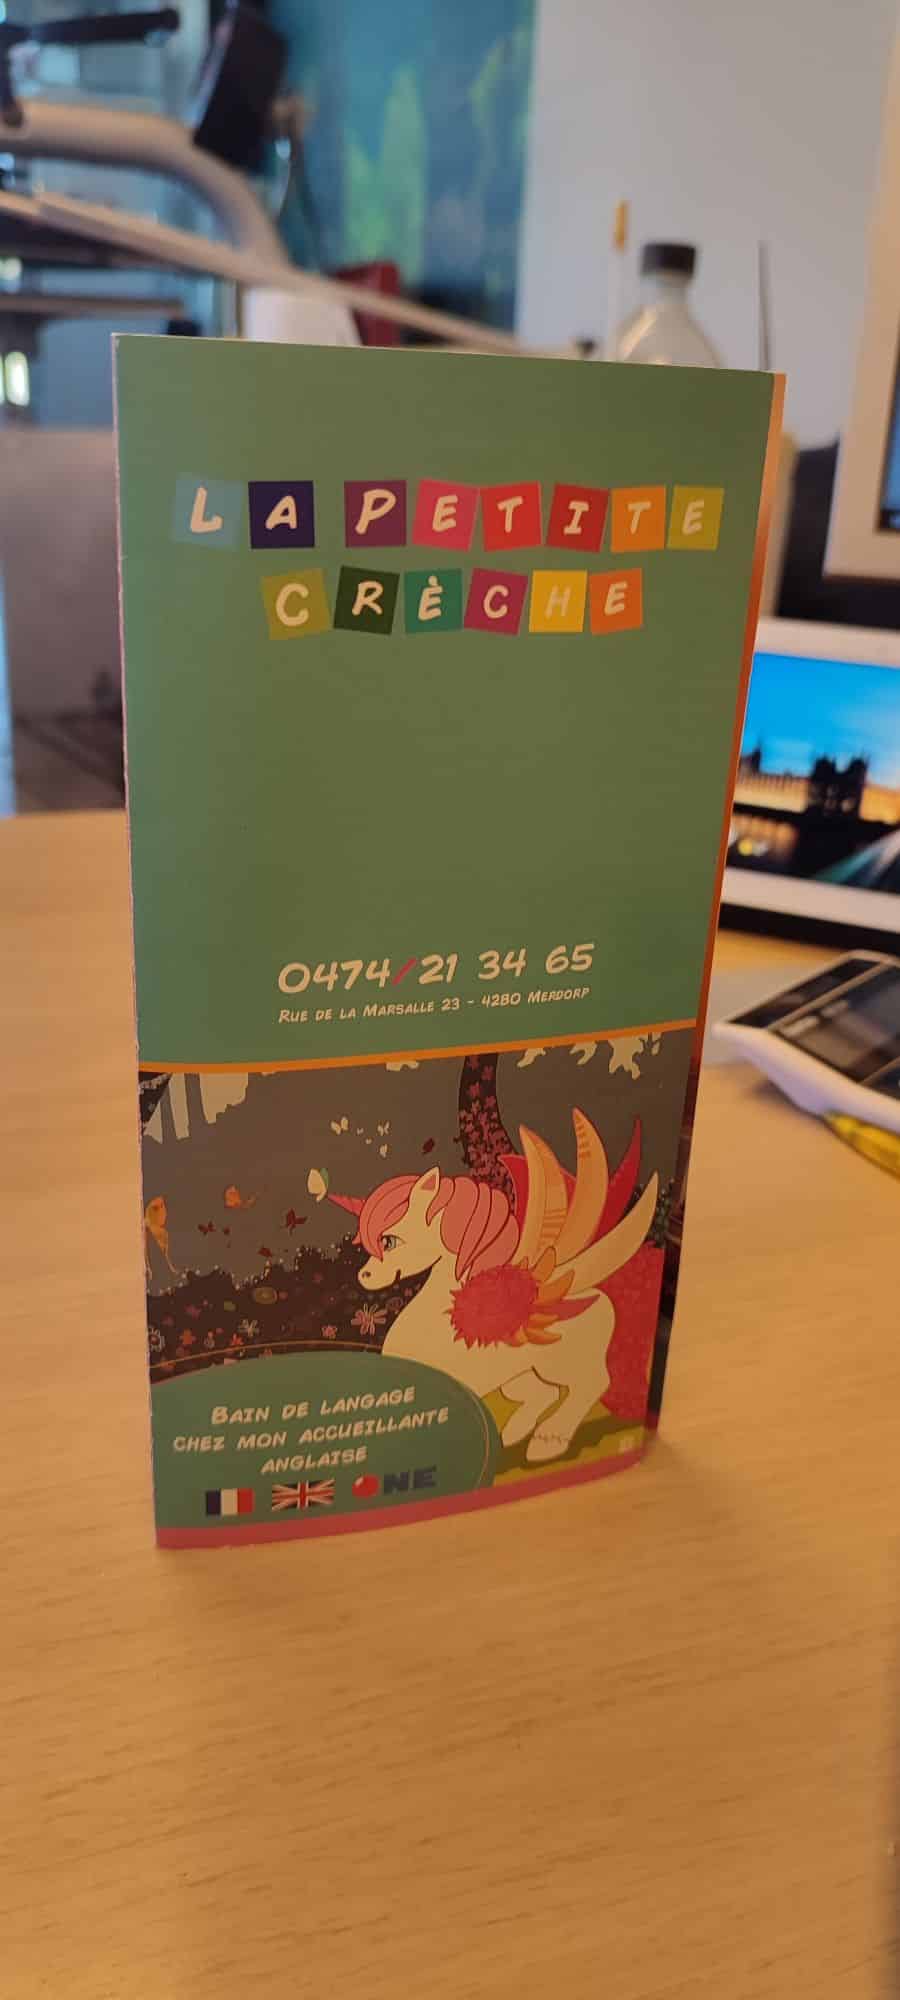 LA PETITE
CRÈCHE
0474/21 34 65
RUE DE LA MARSALLE 23 - 4280 MERDORP
BAIN DE LANGAGE
CHEZ MON ACCUEILLANTE
ANGLAISE
ONE